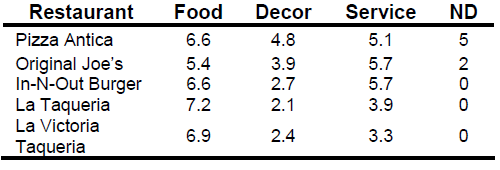 Restaurant Food Decor Service ND
Pizza Antica 6.6 4.8 5.1 5
Original Joe's 5.4 3.9 5.7 2
In-N-Out Burger 6.6 2.7 5.7 0
La Taqueria 7.2 2.1 3.9 0
La Victoria
Taqueria 6.9 2.4 3.3 0